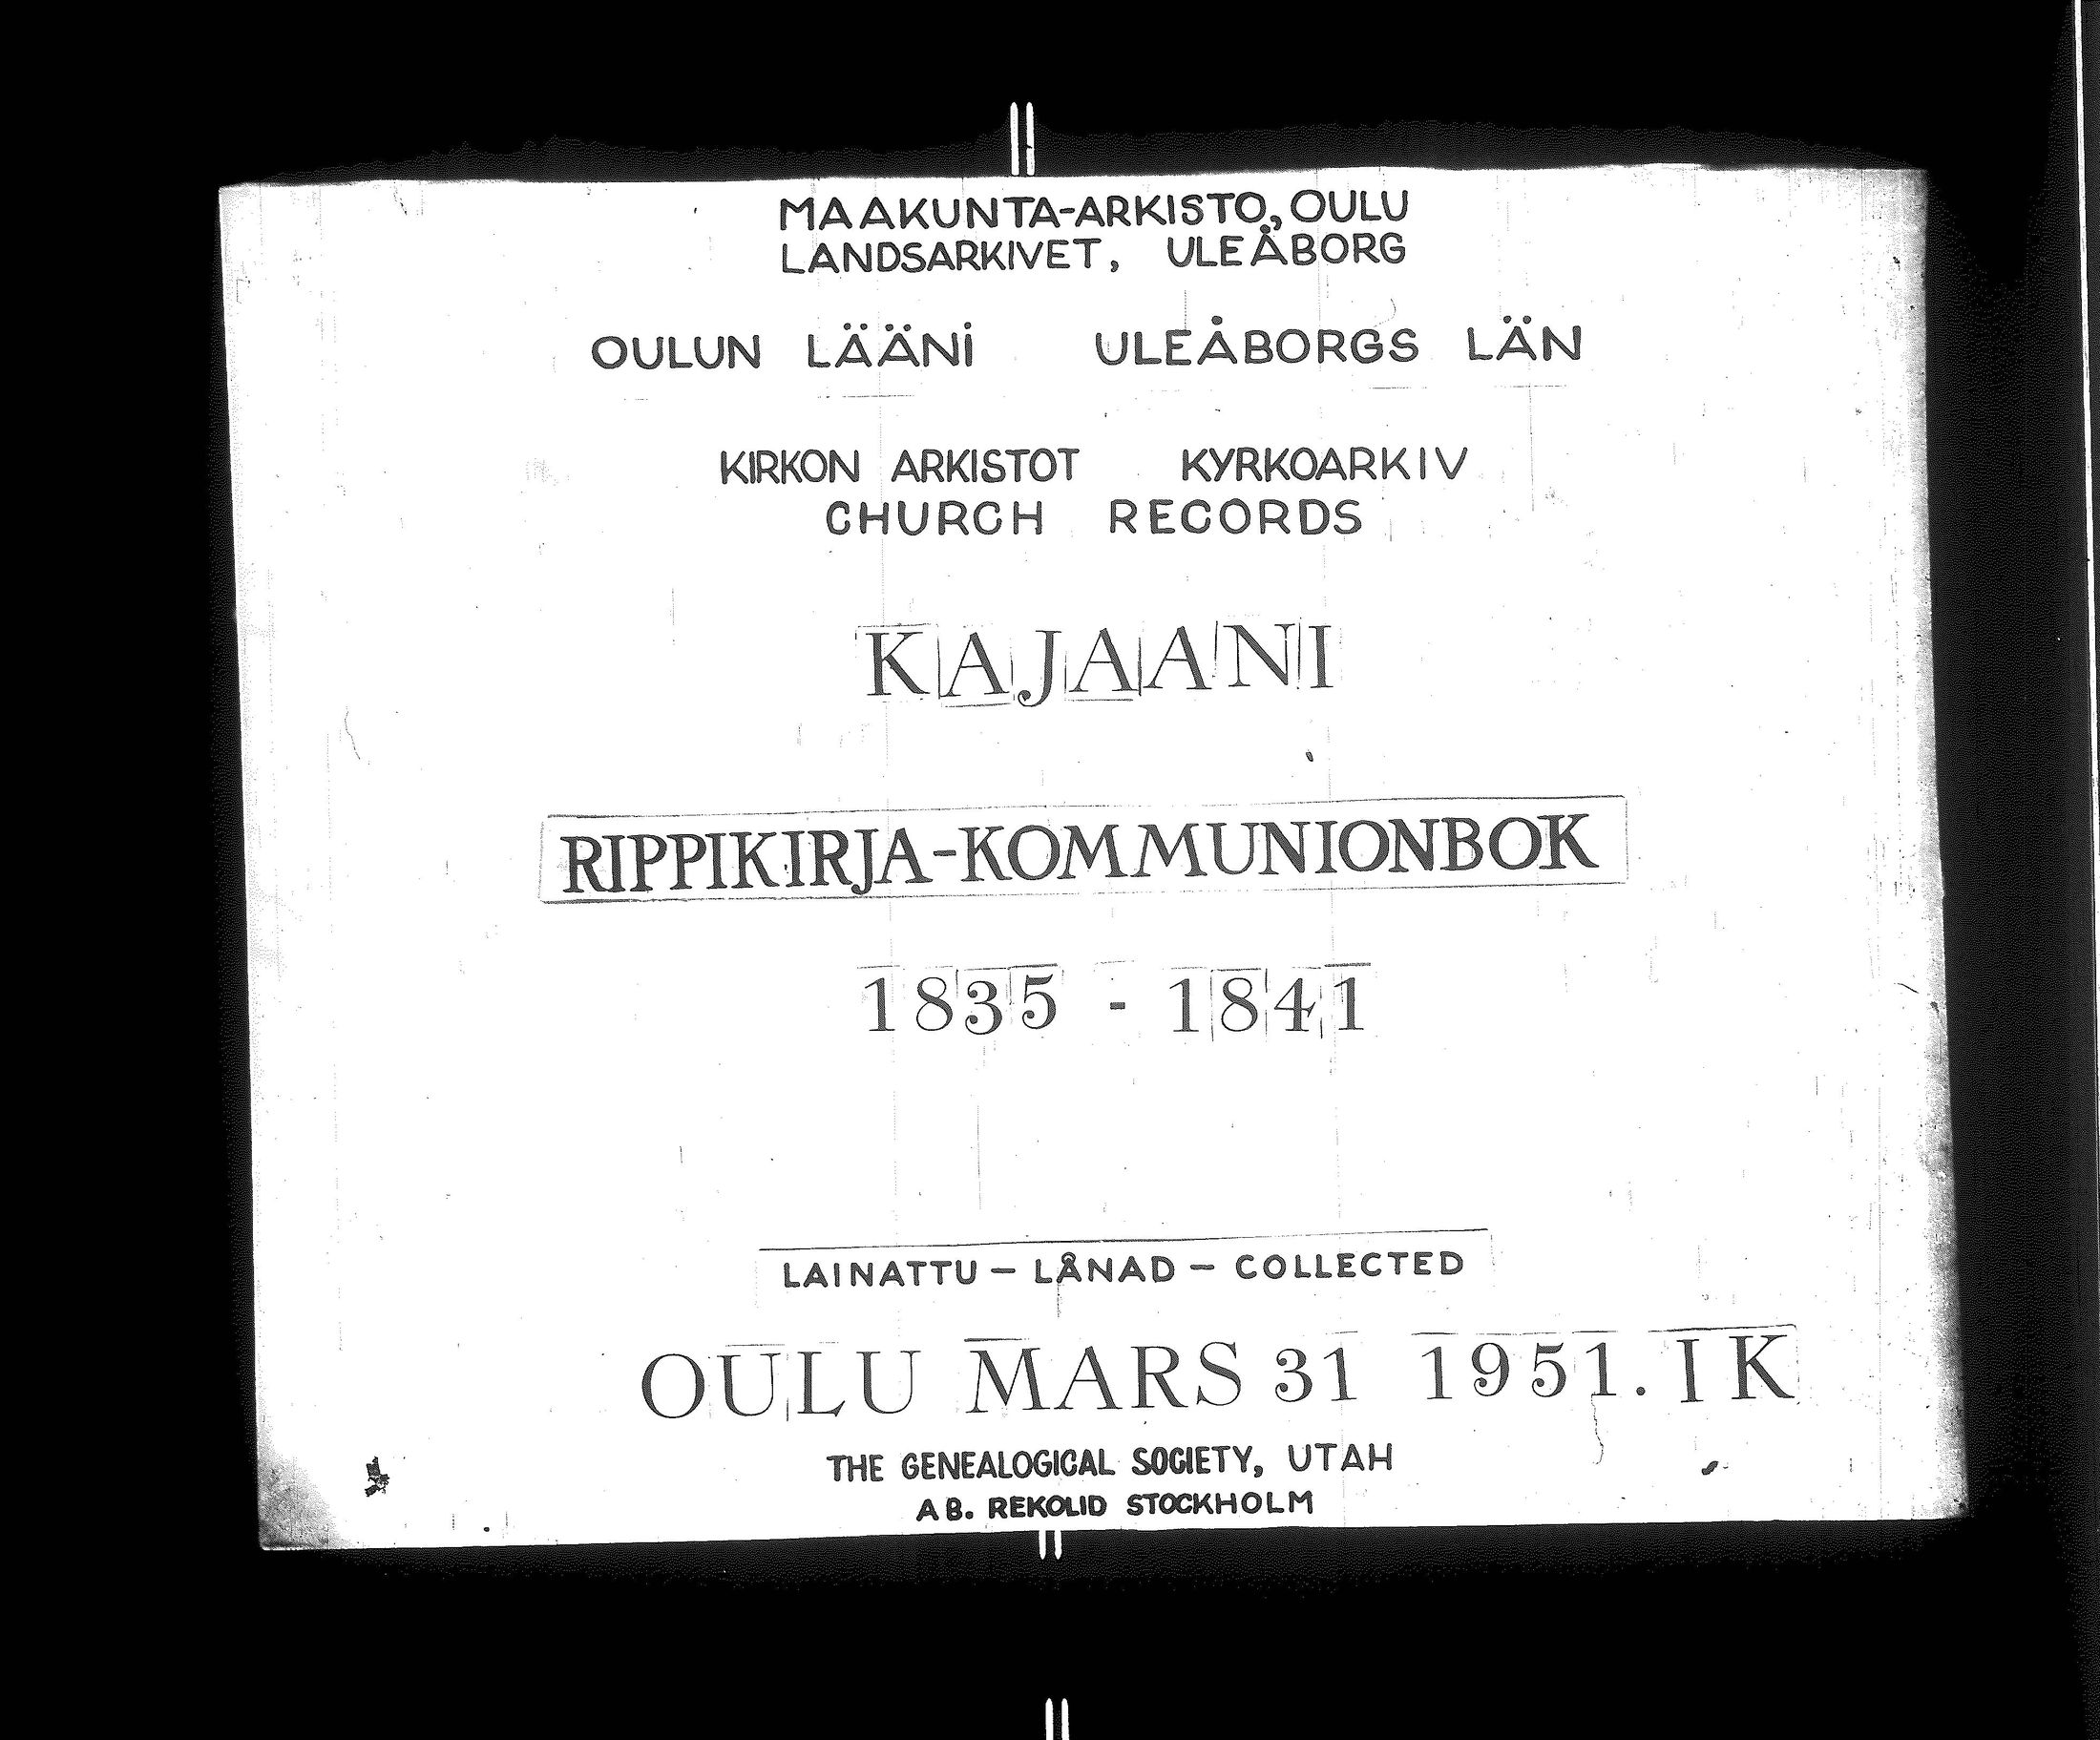 MAAKUNTA-ARKISTO, OULU
LANDSARKIVET, ULEÅBORG
OULUN LÄÄNI ULEÅBORGS LÄN
KIRKON ARKISTOT KYRKOARKIV
CHURCH RECORDS
KAJAANI
RIPPIKIRJA-KOMMUNIONBOK
1835 - 1841
LAINATTU - LÅNAD - COLLECTED
OULU MARS 31 1951. IK
THE GENEALOGICAL SOCIETY, UTAH
AB. REKOLID STOCKHOLM